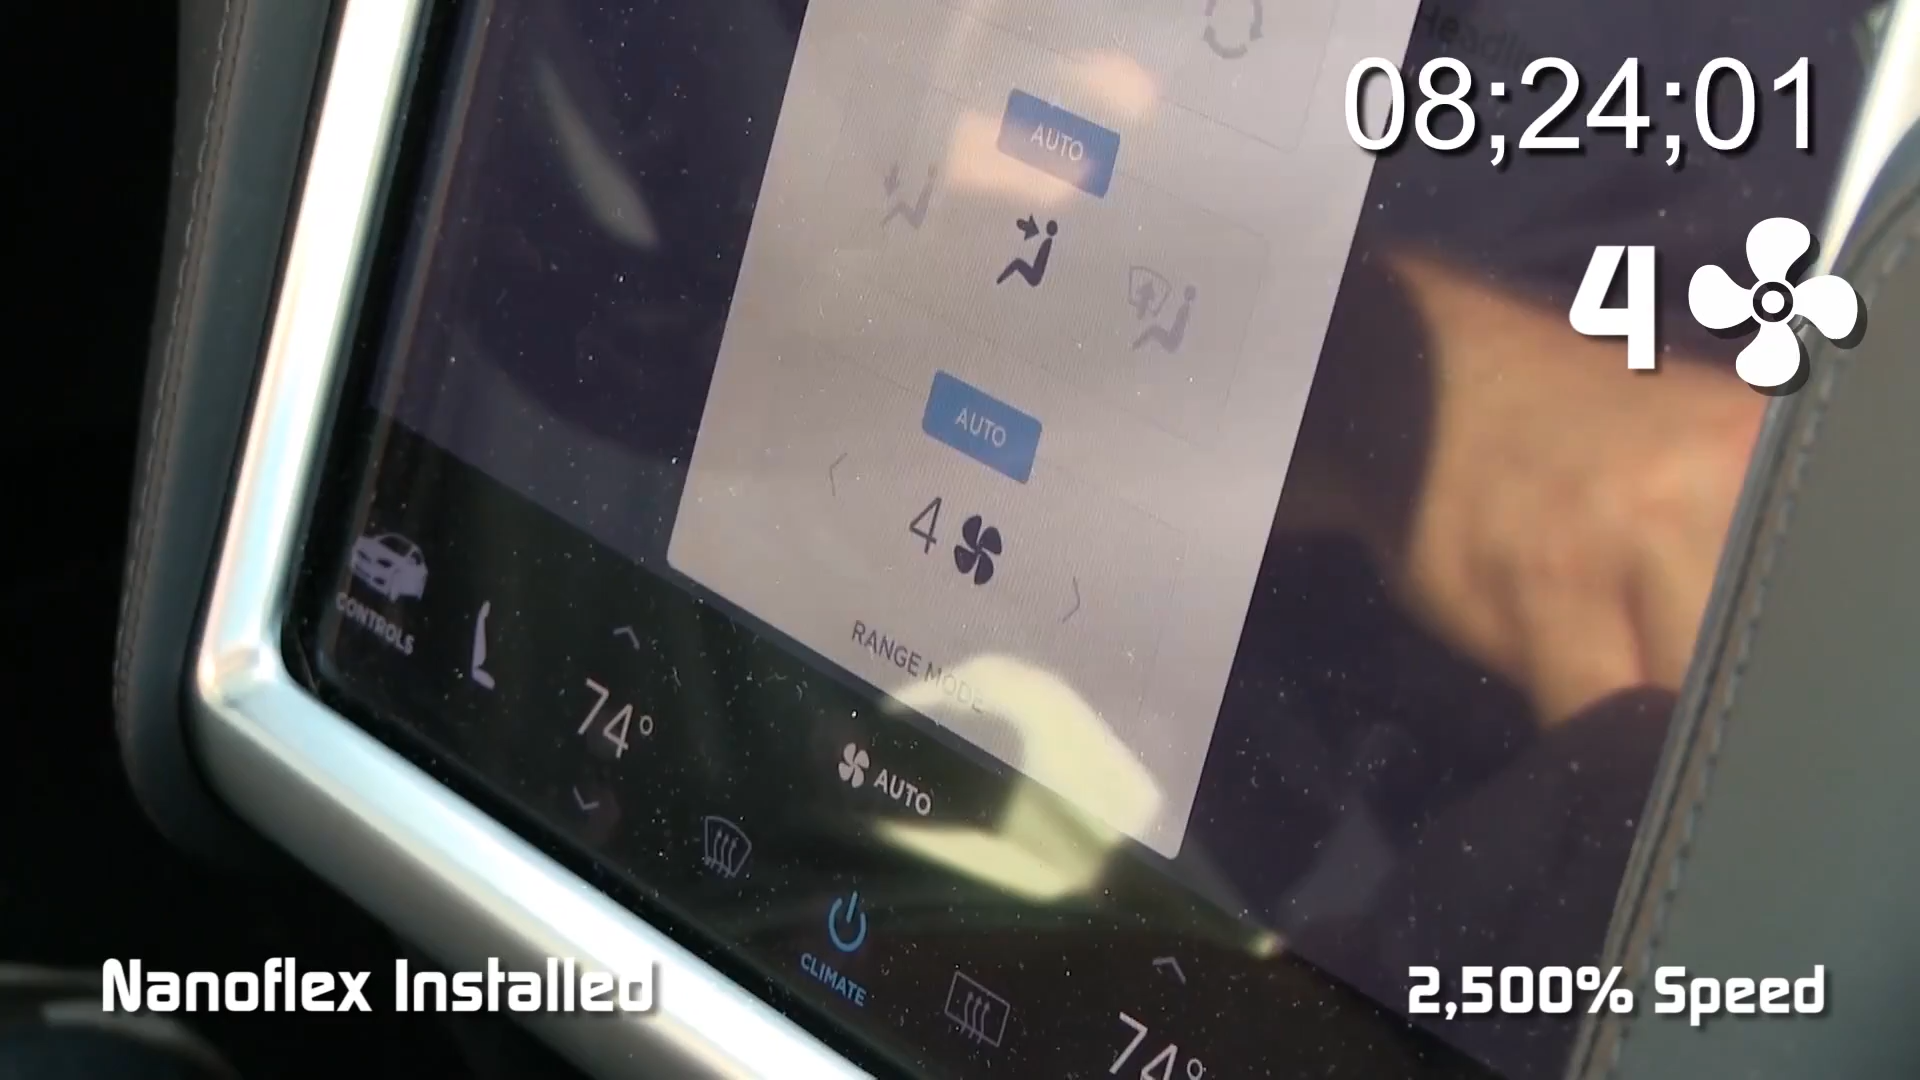 08;24;01
4
AUTO
AUTO
4
RANGE MODE
CONTROLS
74°
AUTO
CLIMATE
74°
Nanoflex Installed
2,500% Speed